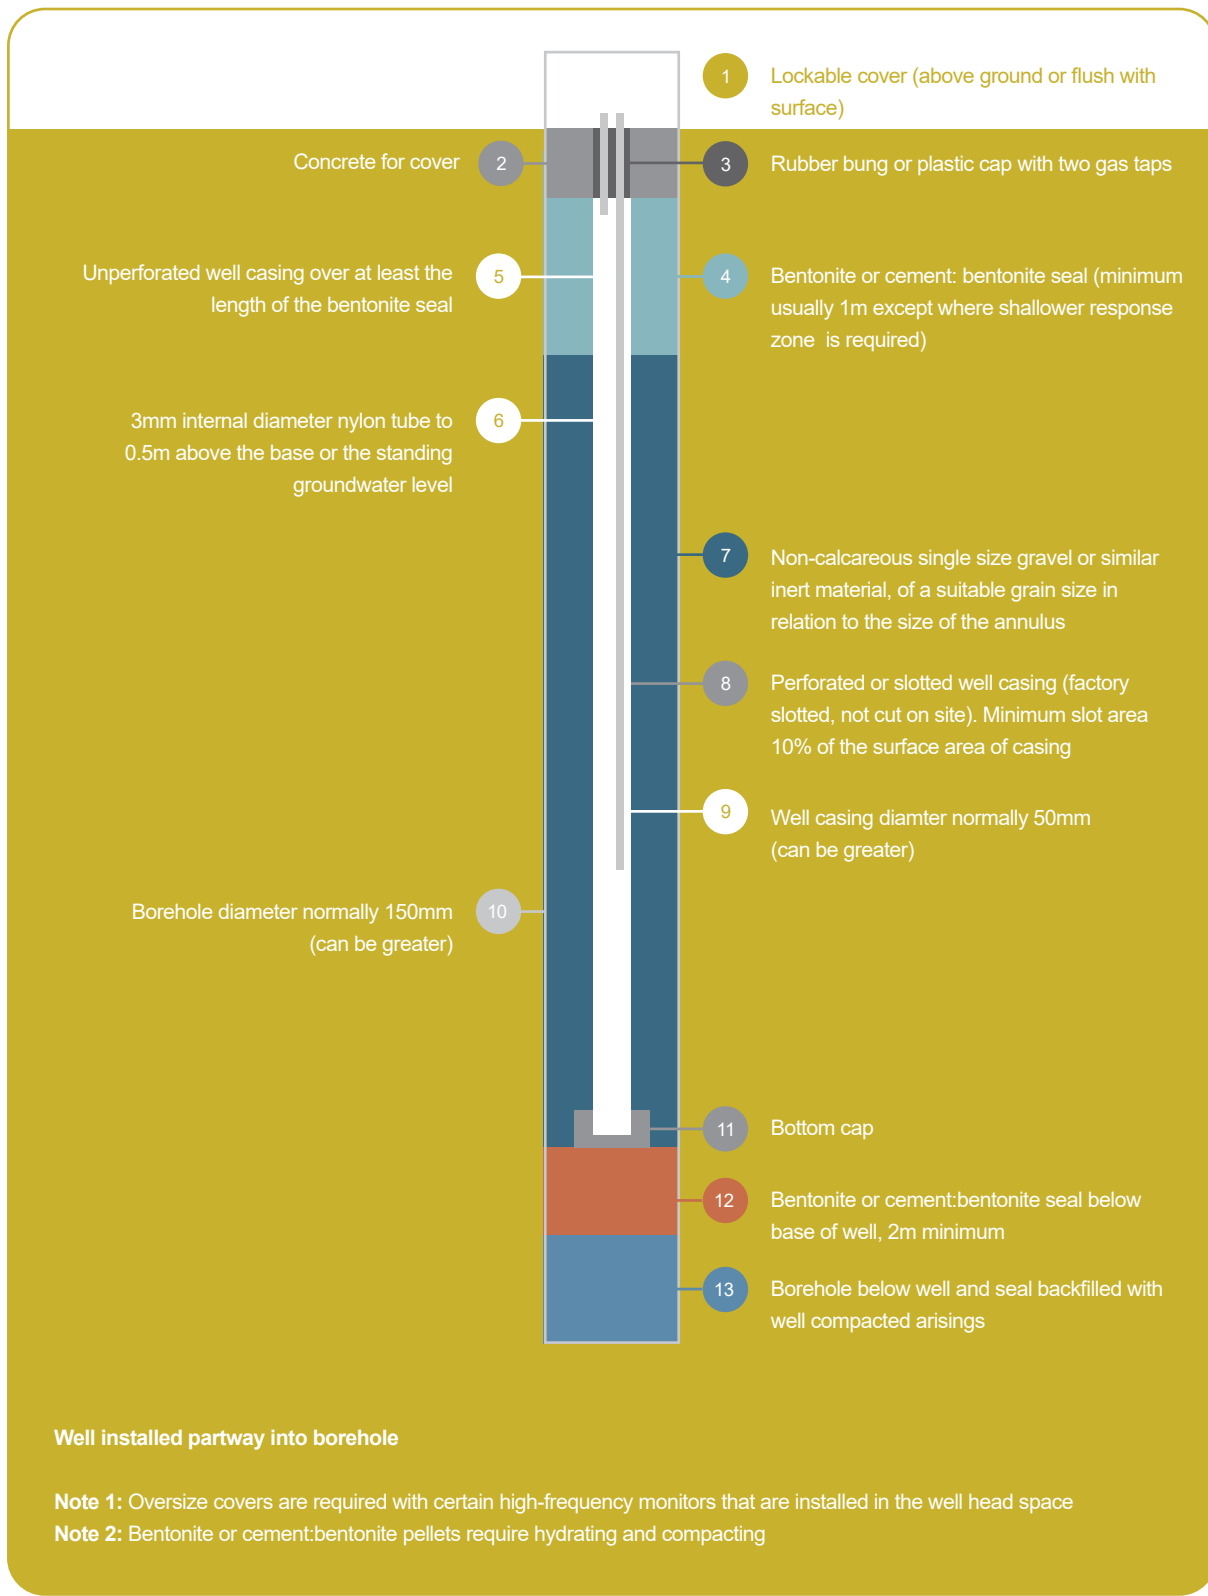 1
Lockable cover (above ground or flush with
surface)
Concrete for cover
2
3
Rubber bung or plastic cap with two gas taps
Unperforated well casing over at least the
length of the bentonite seal
5
4
Bentonite or cement: bentonite seal (minimum
usually 1m except where shallower response
zone is required)
3mm internal diameter nylon tube to
0.5m above the base or the standing
groundwater level
6
7
Non-calcareous single size gravel or similar
inert material, of a suitable grain size in
relation to the size of the annulus
8
Perforated or slotted well casing (factory
slotted, not cut on site). Minimum slot area
10% of the surface area of casing
9
Well casing diamter normally 50mm
(can be greater)
Borehole diameter normally 150mm
(can be greater)
10
11
Bottom cap
12
Bentonite or cement:bentonite seal below
base of well, 2m minimum
13
Borehole below well and seal backfilled with
well compacted arisings
Well installed partway into borehole
Note 1: Oversize covers are required with certain high-frequency monitors that are installed in the well head space
Note 2: Bentonite or cement:bentonite pellets require hydrating and compacting